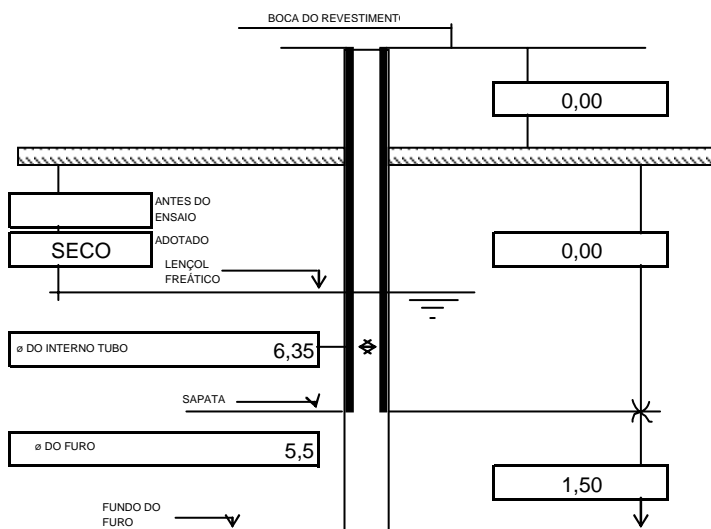 BOCA DO REVESTIMENT
0,00
ANTES DO
ENSAIO
SECO
ADOTADO
0,00
LENÇOL
FREÁTICO
ø DO INTERNO TUBO 6,35
SAPATA
ø DO FURO 5,5
1,50
FUNDO DO
FURO